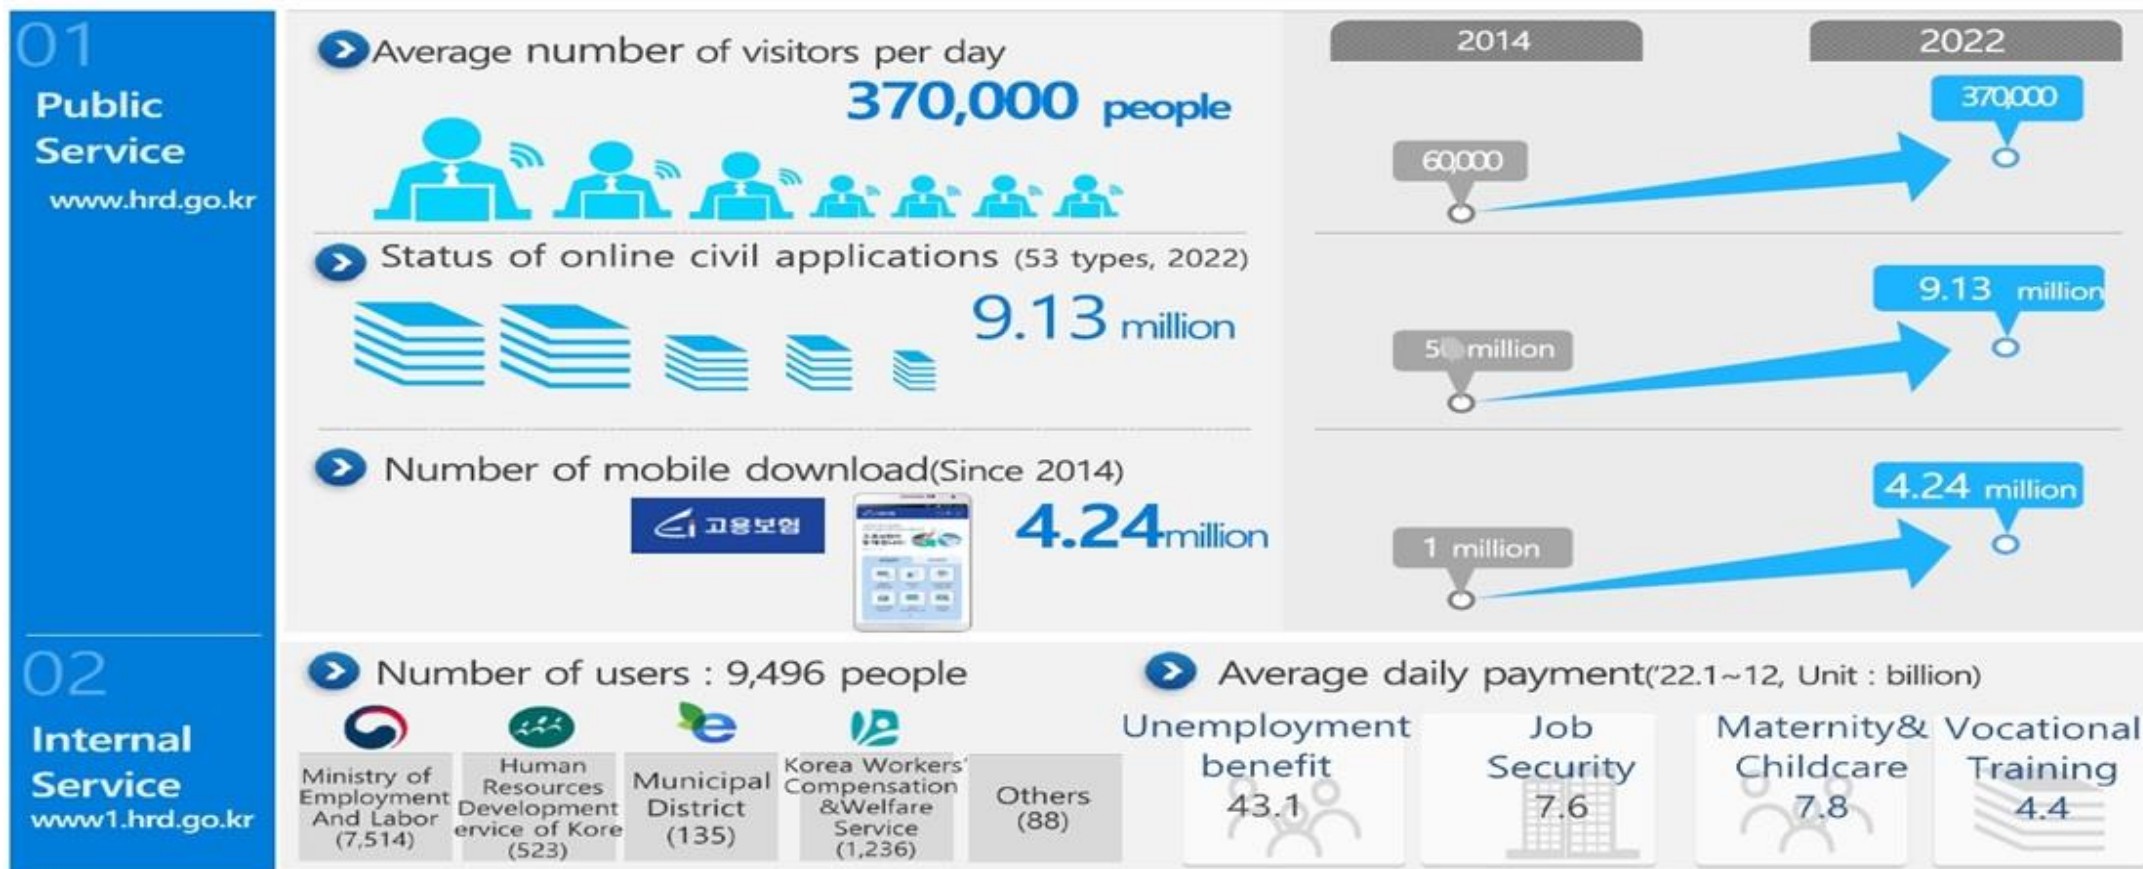 01
Public
Service
www.hrd.go.kr
Average number of visitors per day
370,000 people
2014
2022
60,000
370,000
Status of online civil applications (53 types, 2022)
9.13 million
million
9.13 million
Number of mobile download(Since 2014)
고용보험
4.24million
1 million
4.24 million
02
Internal
Service
www1.hrd.go.kr
Number of users : 9,496 people
Ministry of
Employment
And Labor
(7,514)
Human
Resources
Development
ervice of Kore
(523)
Municipal
District
(135)
Korea Workers'
Compensation
&Welfare
Service
(1,236)
Others
(88)
Average daily payment('22.1~12, Unit : billion)
Unemployment
benefit
43.1
Job
Security
7.6
Maternity&
Childcare
7.8
Vocational
Training
4.4